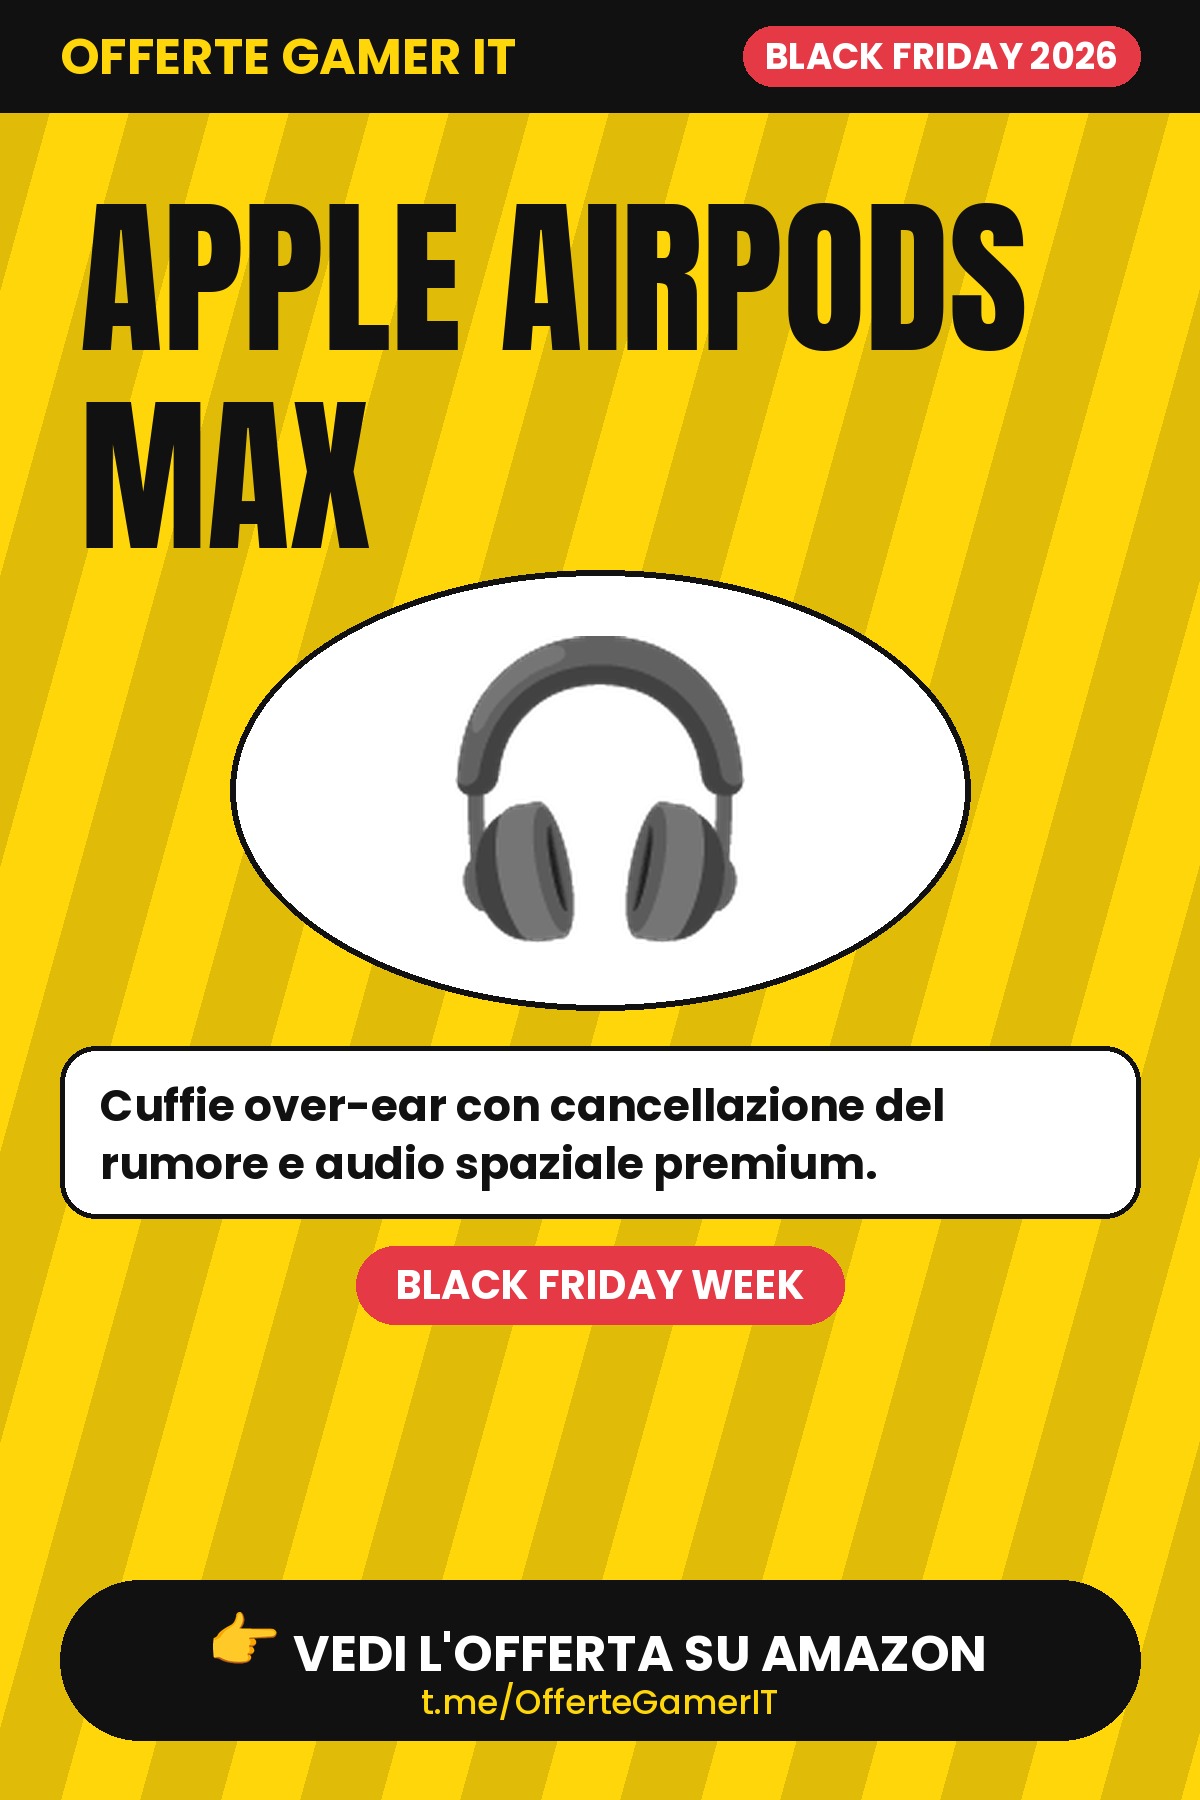 OFFERTE GAMER IT
BLACK FRIDAY 2026
APPLE AIRPODS
MAX
Cuffie over-ear con cancellazione del
rumore e audio spaziale premium.
BLACK FRIDAY WEEK
👉 VEDI L'OFFERTA SU AMAZON
t.me/OfferteGamerIT